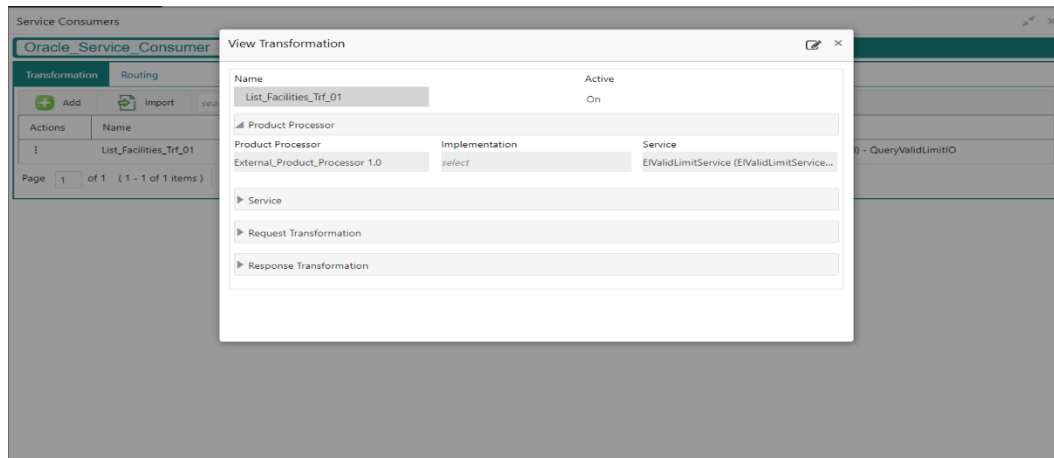 Service Consumers
Oracle_Service_Consumer
Transformation Routing
Add Import
Actions Name
List_Facilities_Trf_01 - QueryValidLimitIO
Page 1 of 1 ( 1 - 1 of 1 items )
View Transformation
Name Active
List_Facilities_Trf_01 On
Product Processor
Product Processor Implementation Service
External_Product_Processor 1.0 select ElValidLimitService (ElValidLimitService...
Service
Request Transformation
Response Transformation